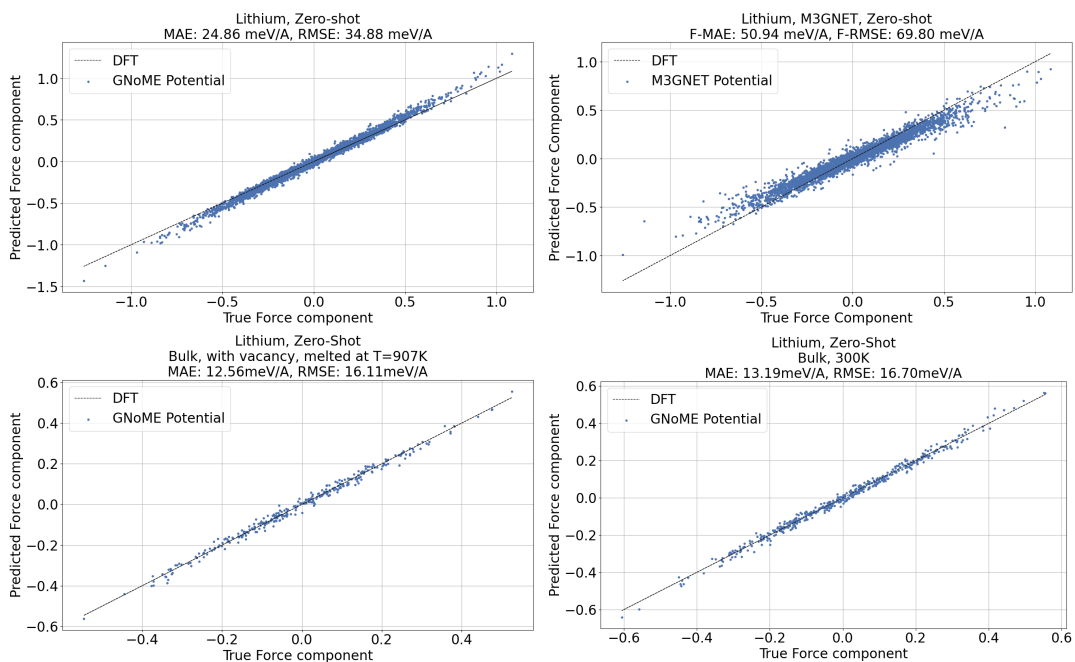 Lithium, Zero-shot
MAE: 24.86 meV/A, RMSE: 34.88 meV/A
DFT
GNoME Potential
1.0
0.5
0.0
−0.5
−1.0
−1.5
Predicted Force component
−1.0 −0.5 0.0 0.5 1.0
True Force component
Lithium, M3GNET, Zero-shot
F-MAE: 50.94 meV/A, F-RMSE: 69.80 meV/A
DFT
M3GNET Potential
1.0
0.5
0.0
−0.5
−1.0
Predicted Force Component
−1.0 −0.5 0.0 0.5 1.0
True Force Component
Lithium, Zero-Shot
Bulk, with vacancy, melted at T=907K
MAE: 12.56meV/A, RMSE: 16.11meV/A
DFT
GNoME Potential
0.6
0.4
0.2
0.0
−0.2
−0.4
−0.6
Predicted Force component
−0.4 −0.2 0.0 0.2 0.4
True Force component
Lithium, Zero-Shot
Bulk, 300K
MAE: 13.19meV/A, RMSE: 16.70meV/A
DFT
GNoME Potential
0.6
0.4
0.2
0.0
−0.2
−0.4
−0.6
Predicted Force component
−0.6 −0.4 −0.2 0.0 0.2 0.4 0.6
True Force component